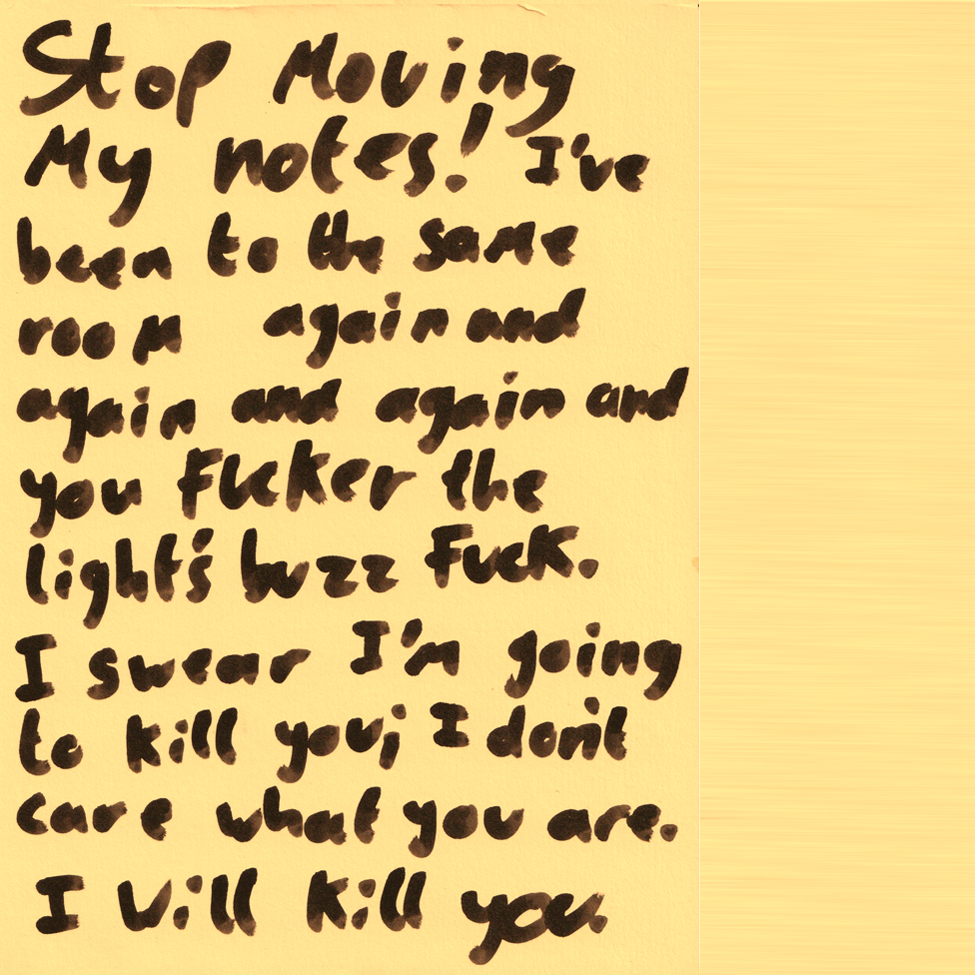 Stop Moving
My notes! I've
been to the same
room again and
again and again and
you Fucker the
light's buzz Fuck.
I swear I'm going
to kill you; I don't
care what you are.
I Will Kill you.